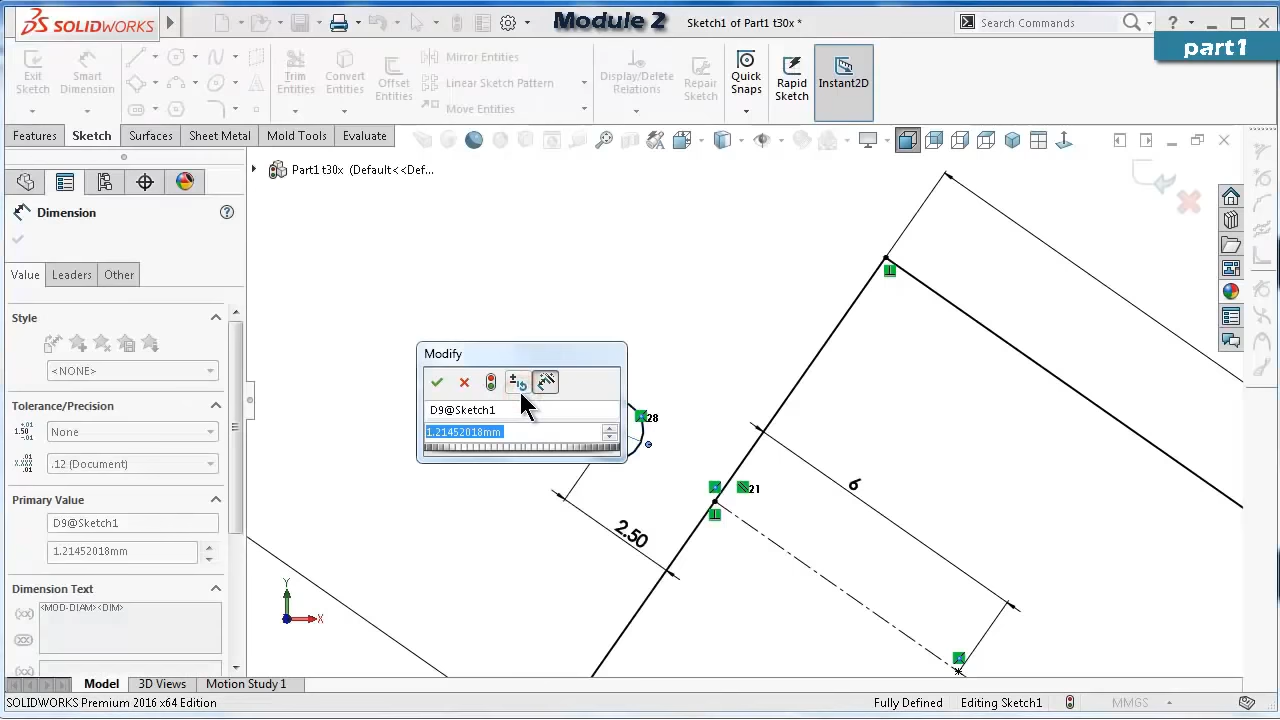 SOLIDWORKS
Module 2
Sketch1 of Part1 t30x *
Search Commands
part1
Exit Sketch
Smart Dimension
Trim Entities
Convert Entities
Offset Entities
Mirror Entities
Linear Sketch Pattern
Move Entities
Display/Delete Relations
Repair Sketch
Quick Snaps
Rapid Sketch
Instant2D
Features
Sketch
Surfaces
Sheet Metal
Mold Tools
Evaluate
Part1 t30x (Default<<Def...
Dimension
Value
Leaders
Other
Style
<NONE>
Tolerance/Precision
None
.12 (Document)
Primary Value
D9@Sketch1
1.21452018mm
Dimension Text
<MOD-DIAM><DIM>
Modify
D9@Sketch1
1.21452018mm
28
21
6
2.50
Y
X
Model
3D Views
Motion Study 1
SOLIDWORKS Premium 2016 x64 Edition
Fully Defined
Editing Sketch1
MMGS